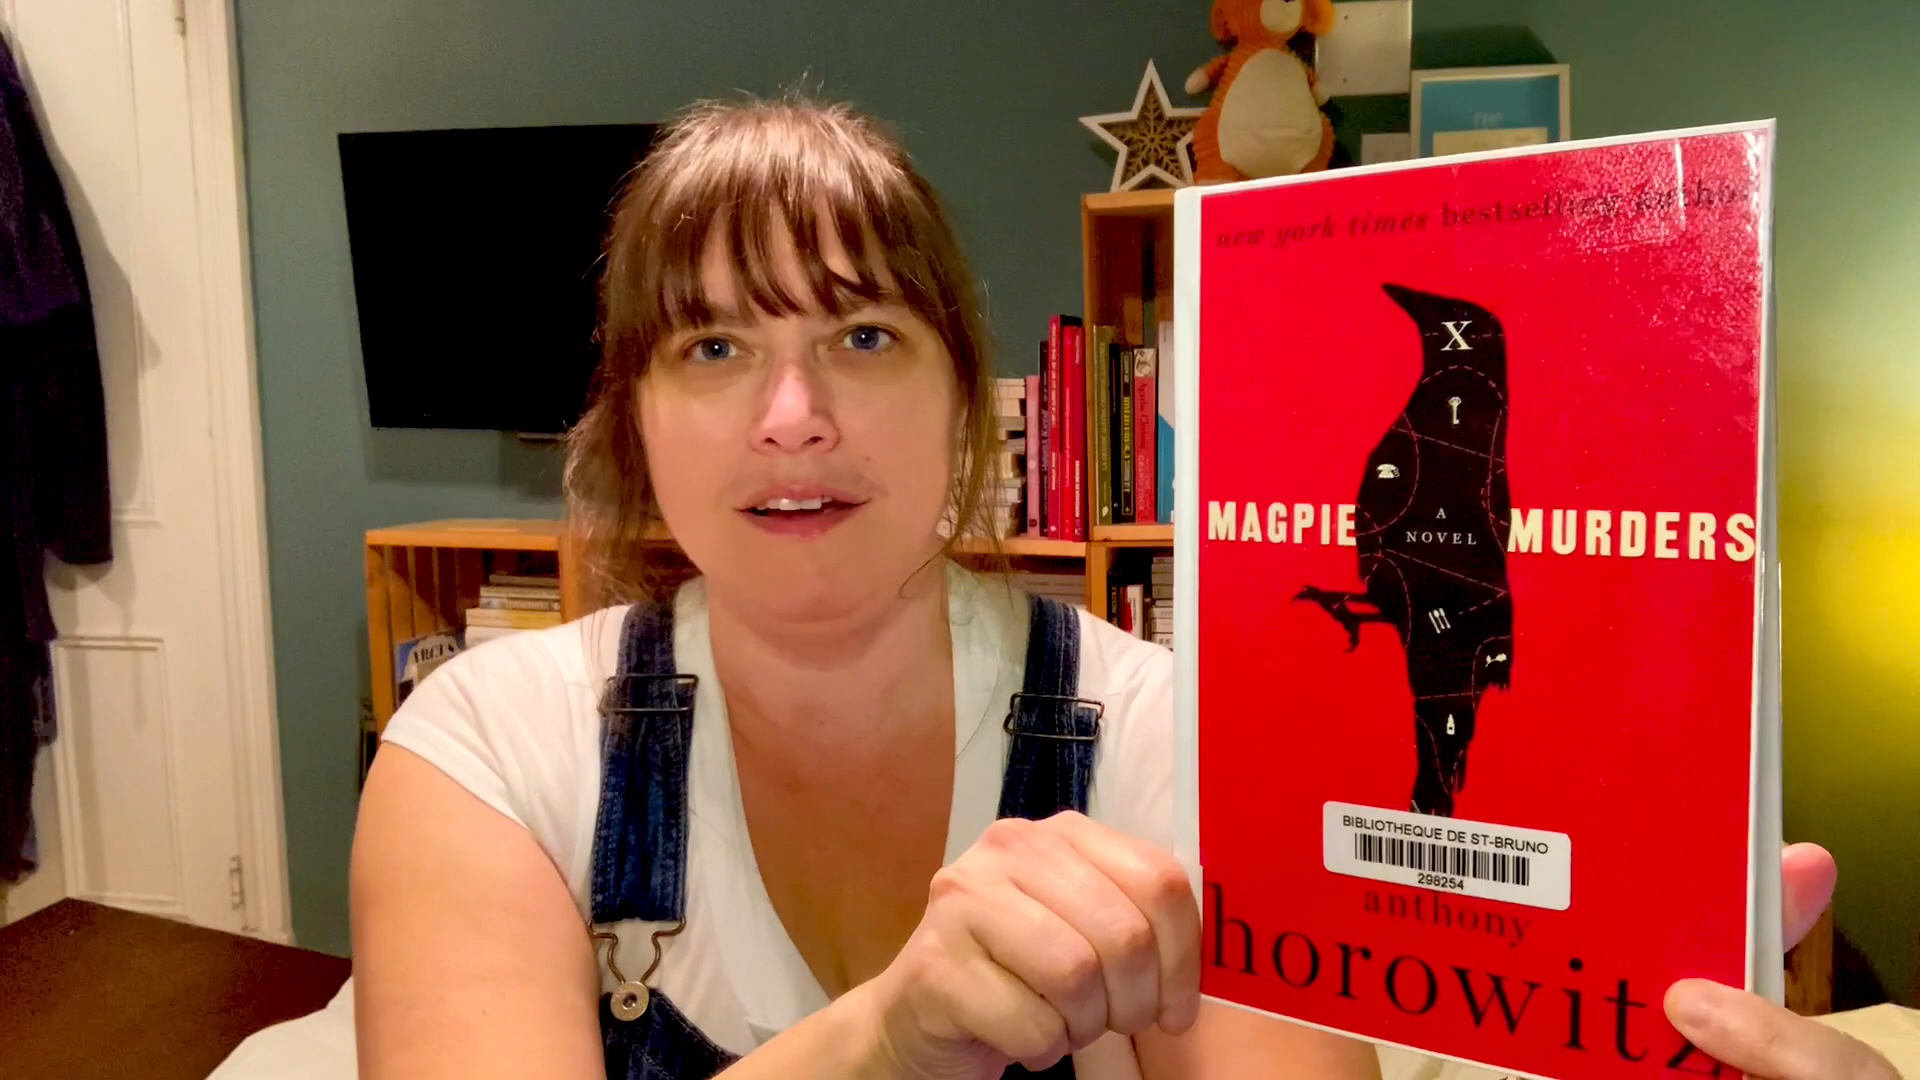 new york times bestselling author
X
MAGPIE
A
NOVEL
MURDERS
BIBLIOTHEQUE DE ST-BRUNO
298254
anthony
horowitz